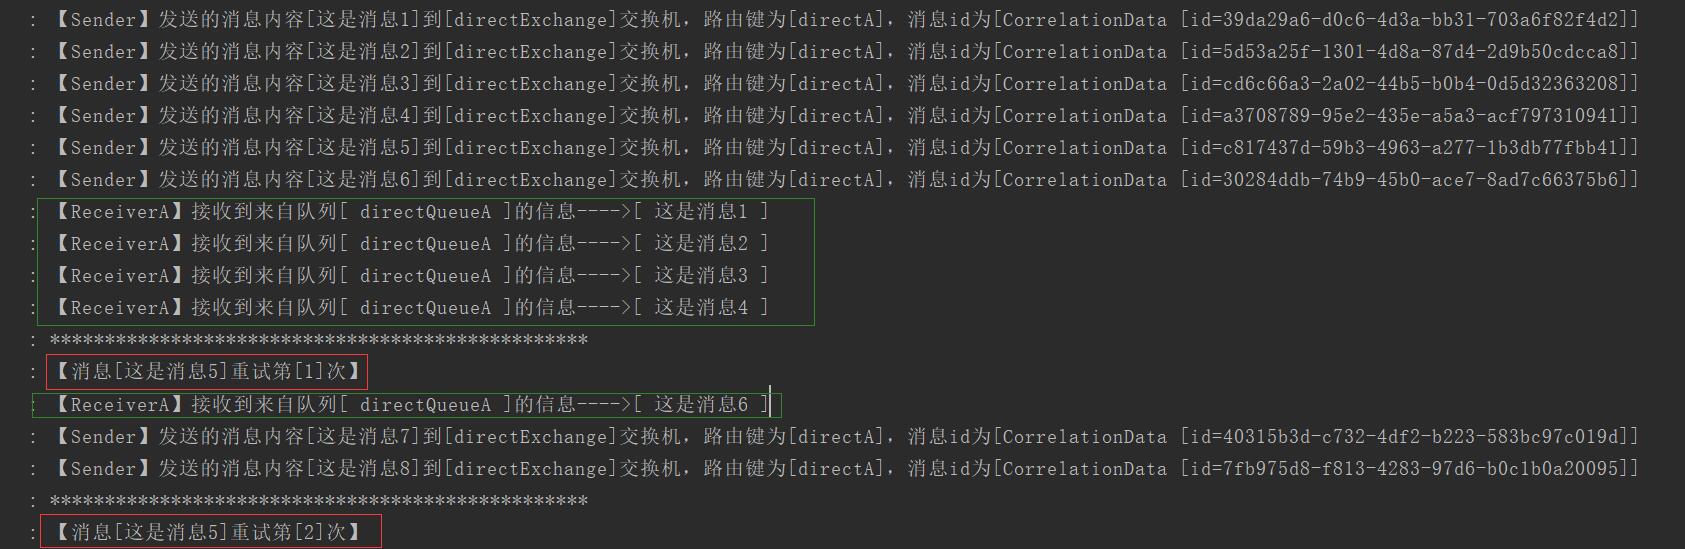 : 【Sender】发送的消息内容[这是消息1]到[directExchange]交换机，路由键为[directA]，消息id为[CorrelationData [id=39da29a6-d0c6-4d3a-bb31-703a6f82f4d2]]
: 【Sender】发送的消息内容[这是消息2]到[directExchange]交换机，路由键为[directA]，消息id为[CorrelationData [id=5d53a25f-1301-4d8a-87d4-2d9b50cdcca8]]
: 【Sender】发送的消息内容[这是消息3]到[directExchange]交换机，路由键为[directA]，消息id为[CorrelationData [id=cd6c66a3-2a02-44b5-b0b4-0d5d32363208]]
: 【Sender】发送的消息内容[这是消息4]到[directExchange]交换机，路由键为[directA]，消息id为[CorrelationData [id=a3708789-95e2-435e-a5a3-acf797310941]]
: 【Sender】发送的消息内容[这是消息5]到[directExchange]交换机，路由键为[directA]，消息id为[CorrelationData [id=c817437d-59b3-4963-a277-1b3db77fbb41]]
: 【Sender】发送的消息内容[这是消息6]到[directExchange]交换机，路由键为[directA]，消息id为[CorrelationData [id=30284ddb-74b9-45b0-ace7-8ad7c66375b6]]
: 【ReceiverA】接收到来自队列[ directQueueA ]的信息---->[ 这是消息1 ]
: 【ReceiverA】接收到来自队列[ directQueueA ]的信息---->[ 这是消息2 ]
: 【ReceiverA】接收到来自队列[ directQueueA ]的信息---->[ 这是消息3 ]
: 【ReceiverA】接收到来自队列[ directQueueA ]的信息---->[ 这是消息4 ]
: *************************************************
: 【消息[这是消息5]重试第[1]次】
: 【ReceiverA】接收到来自队列[ directQueueA ]的信息---->[ 这是消息6 ]
: 【Sender】发送的消息内容[这是消息7]到[directExchange]交换机，路由键为[directA]，消息id为[CorrelationData [id=40315b3d-c732-4df2-b223-583bc97c019d]]
: 【Sender】发送的消息内容[这是消息8]到[directExchange]交换机，路由键为[directA]，消息id为[CorrelationData [id=7fb975d8-f813-4283-97d6-b0c1b0a20095]]
: *************************************************
: 【消息[这是消息5]重试第[2]次】